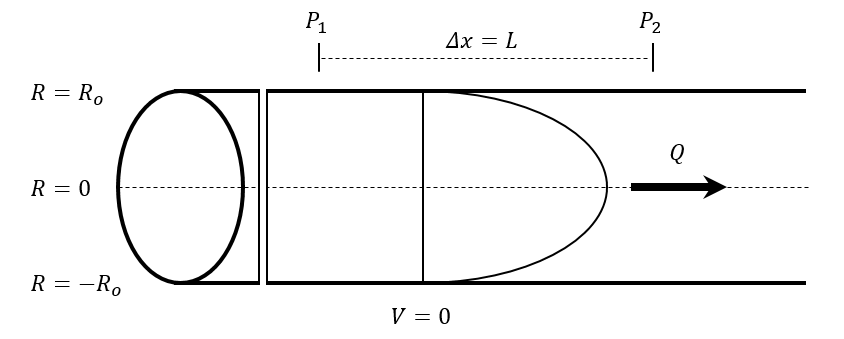 P₁
P₂
Δx = L
R = Rₒ
Q
R = 0
R = −Rₒ
V = 0